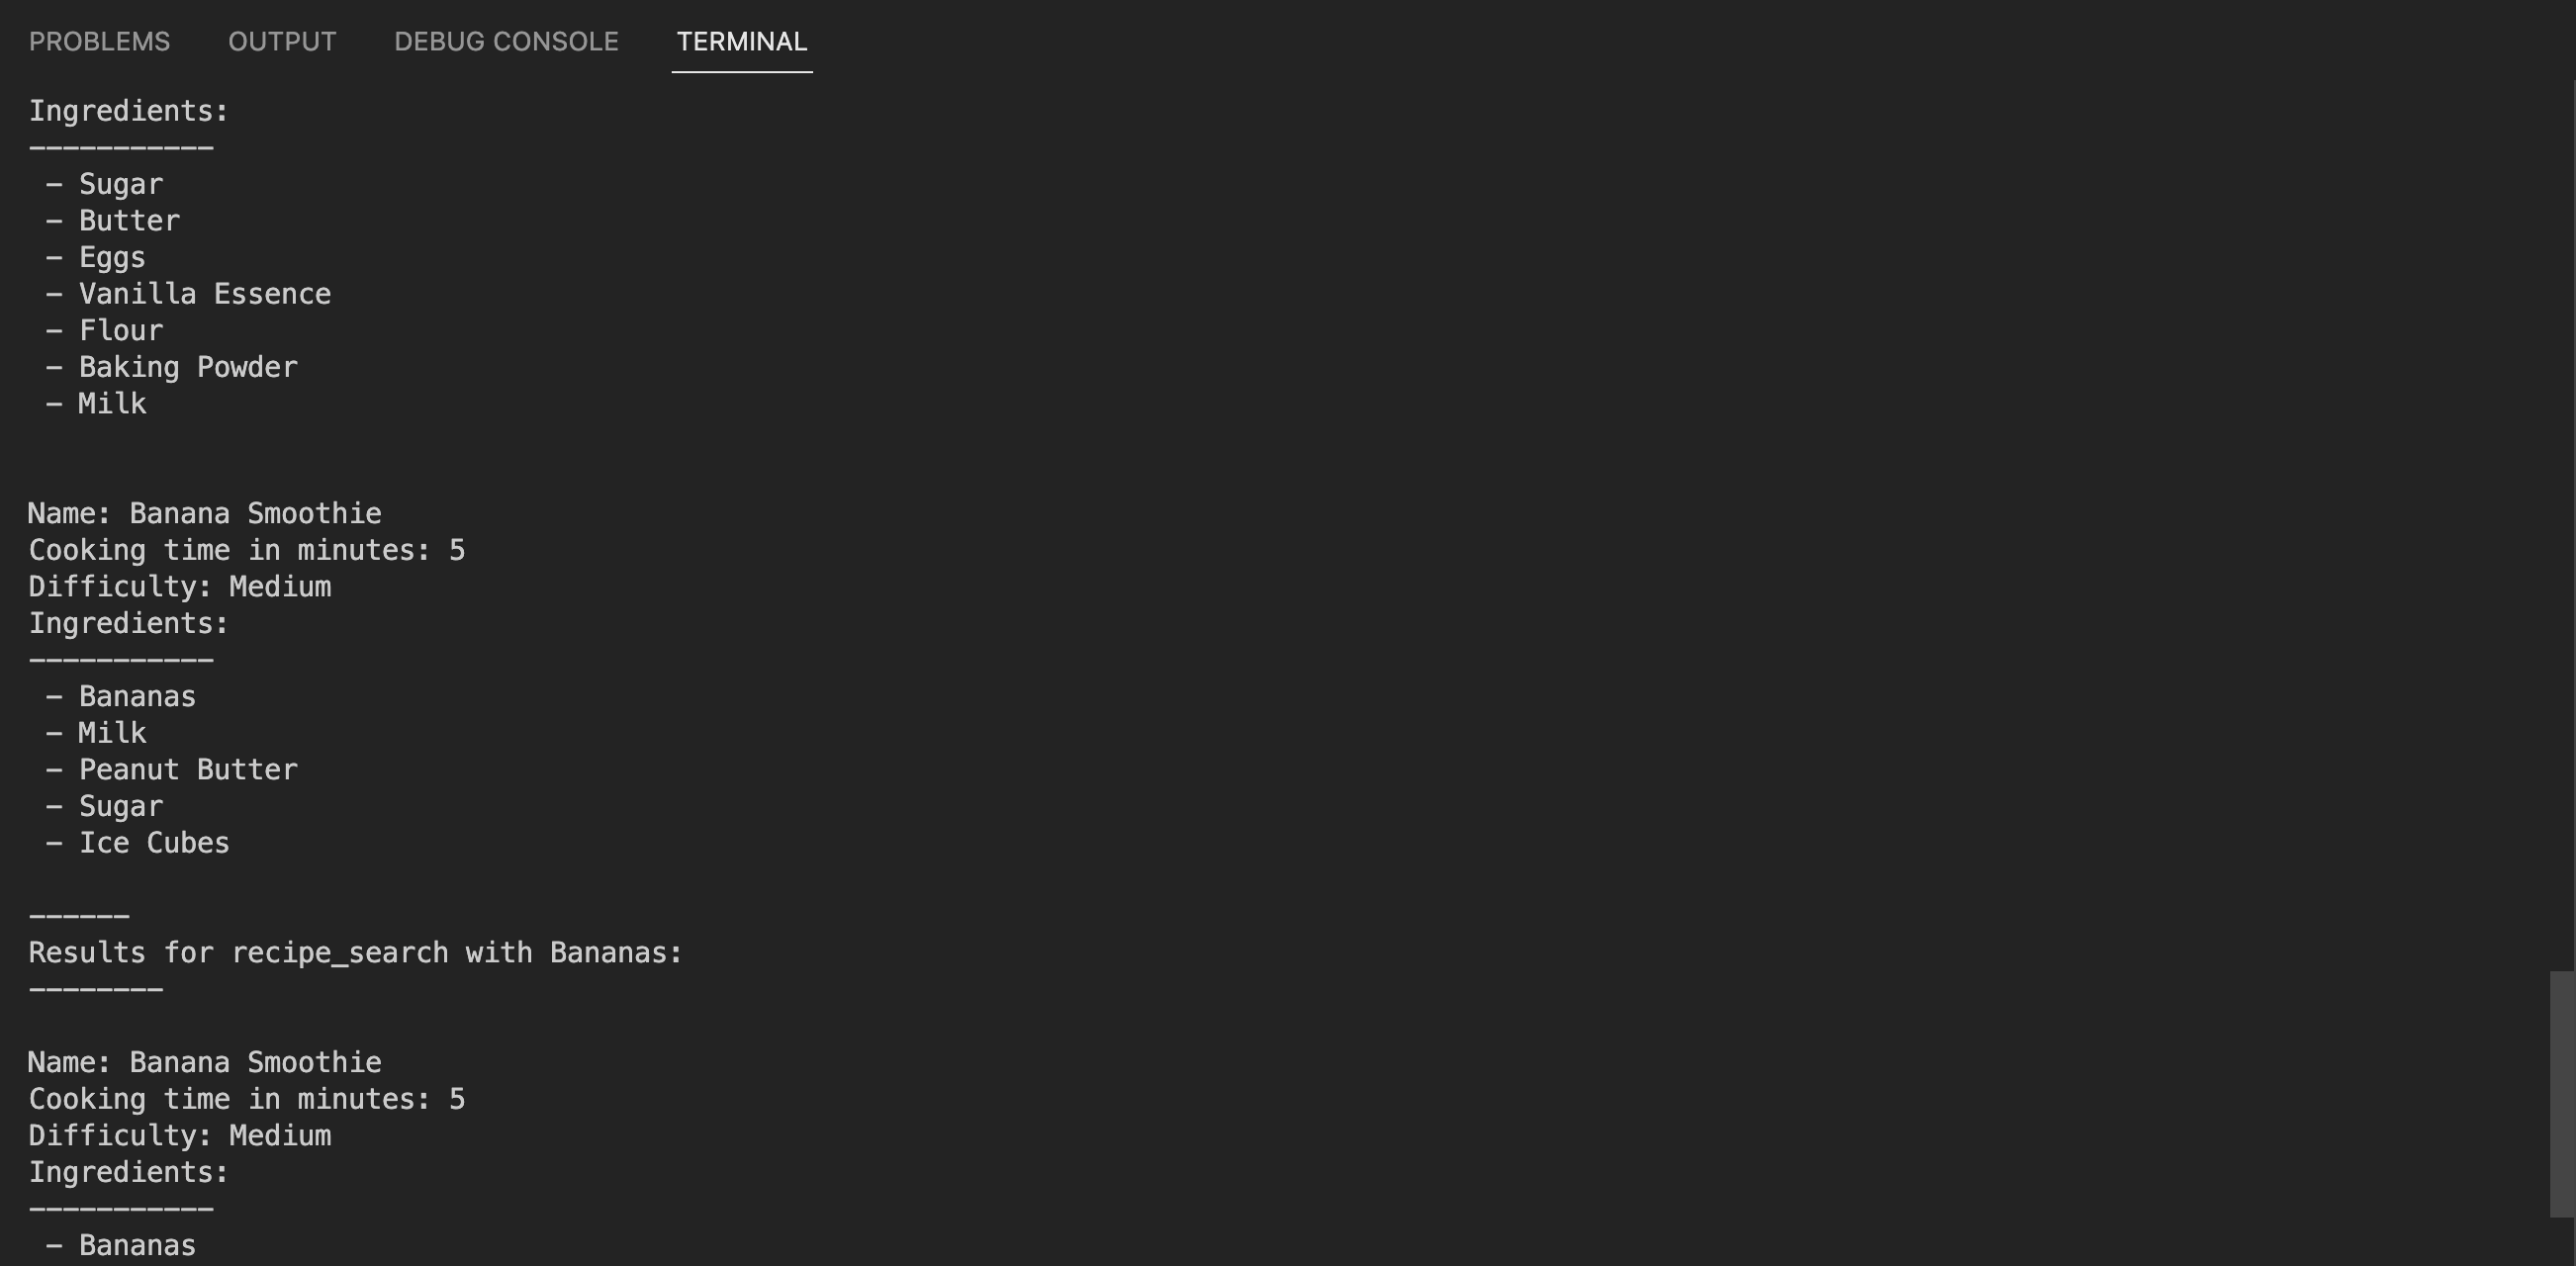 PROBLEMS OUTPUT DEBUG CONSOLE TERMINAL
Ingredients:
-----------
 - Sugar
 - Butter
 - Eggs
 - Vanilla Essence
 - Flour
 - Baking Powder
 - Milk
Name: Banana Smoothie
Cooking time in minutes: 5
Difficulty: Medium
Ingredients:
-----------
 - Bananas
 - Milk
 - Peanut Butter
 - Sugar
 - Ice Cubes
------
Results for recipe_search with Bananas:
--------
Name: Banana Smoothie
Cooking time in minutes: 5
Difficulty: Medium
Ingredients:
-----------
 - Bananas